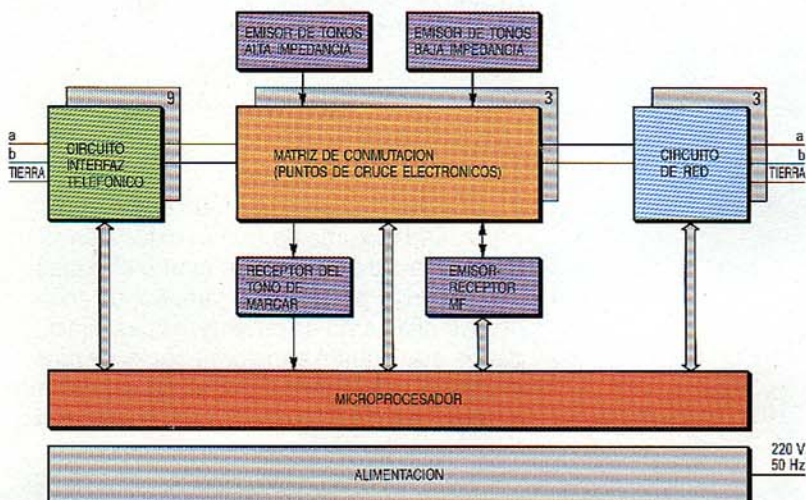 EMISOR DE TONOS
ALTA IMPEDANCIA
EMISOR DE TONOS
BAJA IMPEDANCIA
9
3
3
a
b
TIERRA
CIRCUITO
INTERFAZ
TELEFONICO
MATRIZ DE CONMUTACION
(PUNTOS DE CRUCE ELECTRONICOS)
CIRCUITO
DE RED
a
b
TIERRA
RECEPTOR DEL
TONO DE
MARCAR
EMISOR-
RECEPTOR
MF
MICROPROCESADOR
220 V
50 Hz
ALIMENTACION